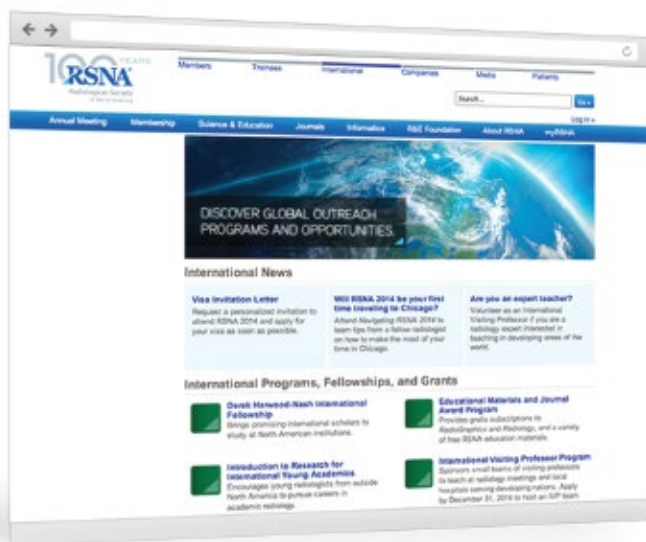 100 YEARS
RSNA
Radiological Society
of North America
Members Trainees International Companies Media Patients
Search... Go »
Log in »
Annual Meeting Membership Science & Education Journals Informatics R&E Foundation About RSNA myRSNA
DISCOVER GLOBAL OUTREACH
PROGRAMS AND OPPORTUNITIES.
International News
Visa Invitation Letter
Request a personalized invitation to
attend RSNA 2014 and apply for
your visa as soon as possible.
Will RSNA 2014 be your first
time traveling to Chicago?
Attend Navigating RSNA 2014 to
learn tips from a fellow radiologist
on how to make the most of your
time in Chicago.
Are you an expert teacher?
Volunteer as an International
Visiting Professor if you are a
radiology expert interested in
teaching in developing areas of the
world.
International Programs, Fellowships, and Grants
Derek Harwood-Nash International
Fellowship
Brings promising international scholars to
study at North American institutions.
Educational Materials and Journal
Award Program
Provides gratis subscriptions to
RadioGraphics and Radiology, and a variety
of free RSNA education materials.
Introduction to Research for
International Young Academics
Encourages young radiologists from outside
North America to pursue careers in
academic radiology.
International Visiting Professor Program
Sponsors small teams of visiting professors
to teach at radiology meetings and local
hospitals serving developing nations. Apply
by December 31, 2014 to host an IVP team.